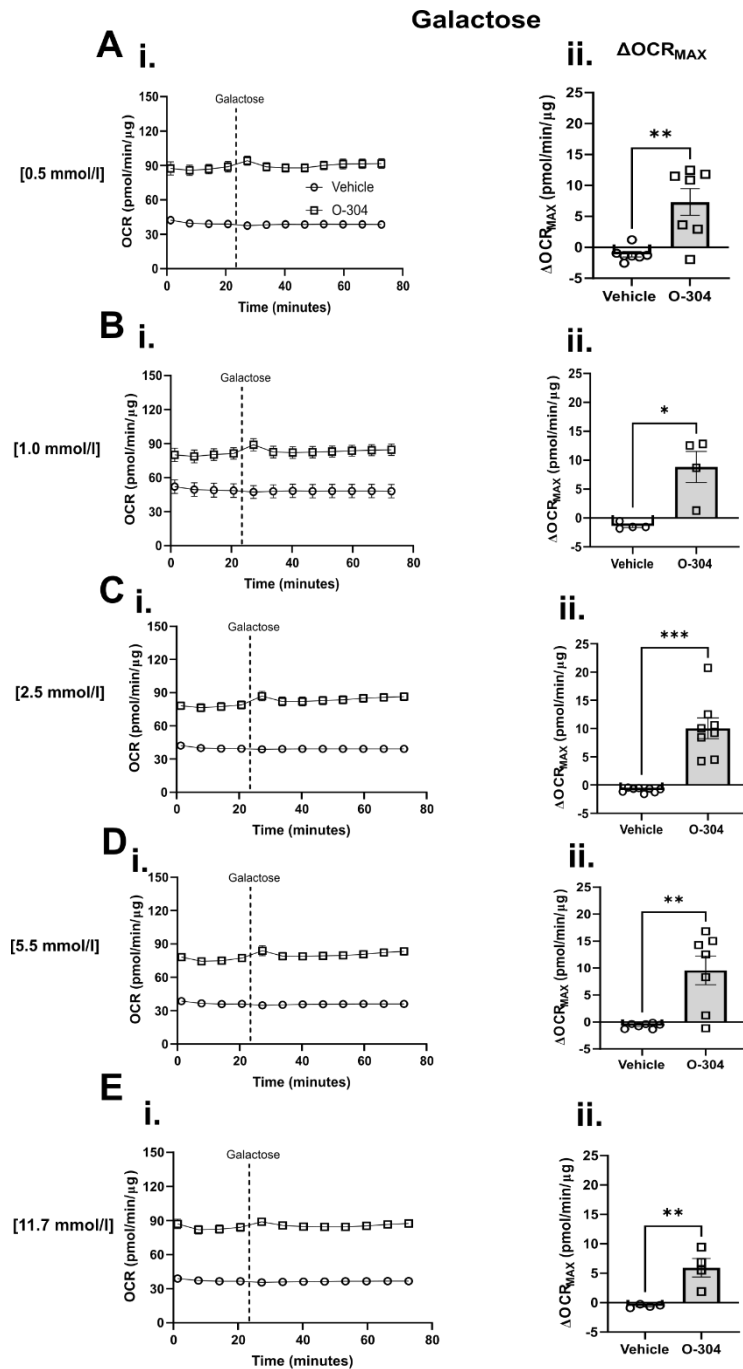 Galactose
A i. ii. ΔOCRMAX
[0.5 mmol/l]
OCR (pmol/min/µg)
150
120
90
60
30
0
Galactose
Vehicle
O-304
0 20 40 60 80
Time (minutes)
ΔOCRMAX (pmol/min/µg)
25
20
15
10
5
0
-5
**
Vehicle O-304
B i. ii.
[1.0 mmol/l]
OCR (pmol/min/µg)
150
120
90
60
30
0
Galactose
0 20 40 60 80
Time (minutes)
ΔOCRMAX (pmol/min/µg)
25
20
15
10
5
0
-5
*
Vehicle O-304
C i. ii.
[2.5 mmol/l]
OCR (pmol/min/µg)
150
120
90
60
30
0
Galactose
0 20 40 60 80
Time (minutes)
ΔOCRMAX (pmol/min/µg)
25
20
15
10
5
0
-5
***
Vehicle O-304
D i. ii.
[5.5 mmol/l]
OCR (pmol/min/µg)
150
120
90
60
30
0
Galactose
0 20 40 60 80
Time (minutes)
ΔOCRMAX (pmol/min/µg)
25
20
15
10
5
0
-5
**
Vehicle O-304
E i. ii.
[11.7 mmol/l]
OCR (pmol/min/µg)
150
120
90
60
30
0
Galactose
0 20 40 60 80
Time (minutes)
ΔOCRMAX (pmol/min/µg)
25
20
15
10
5
0
-5
**
Vehicle O-304